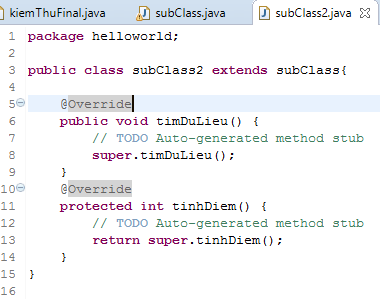 kiemThuFinal.java subClass.java subClass2.java
1 package helloworld;
2
3 public class subClass2 extends subClass{
4
5 @Override
6 public void timDuLieu() {
7 // TODO Auto-generated method stub
8 super.timDuLieu();
9 }
10 @Override
11 protected int tinhDiem() {
12 // TODO Auto-generated method stub
13 return super.tinhDiem();
14 }
15 }
16